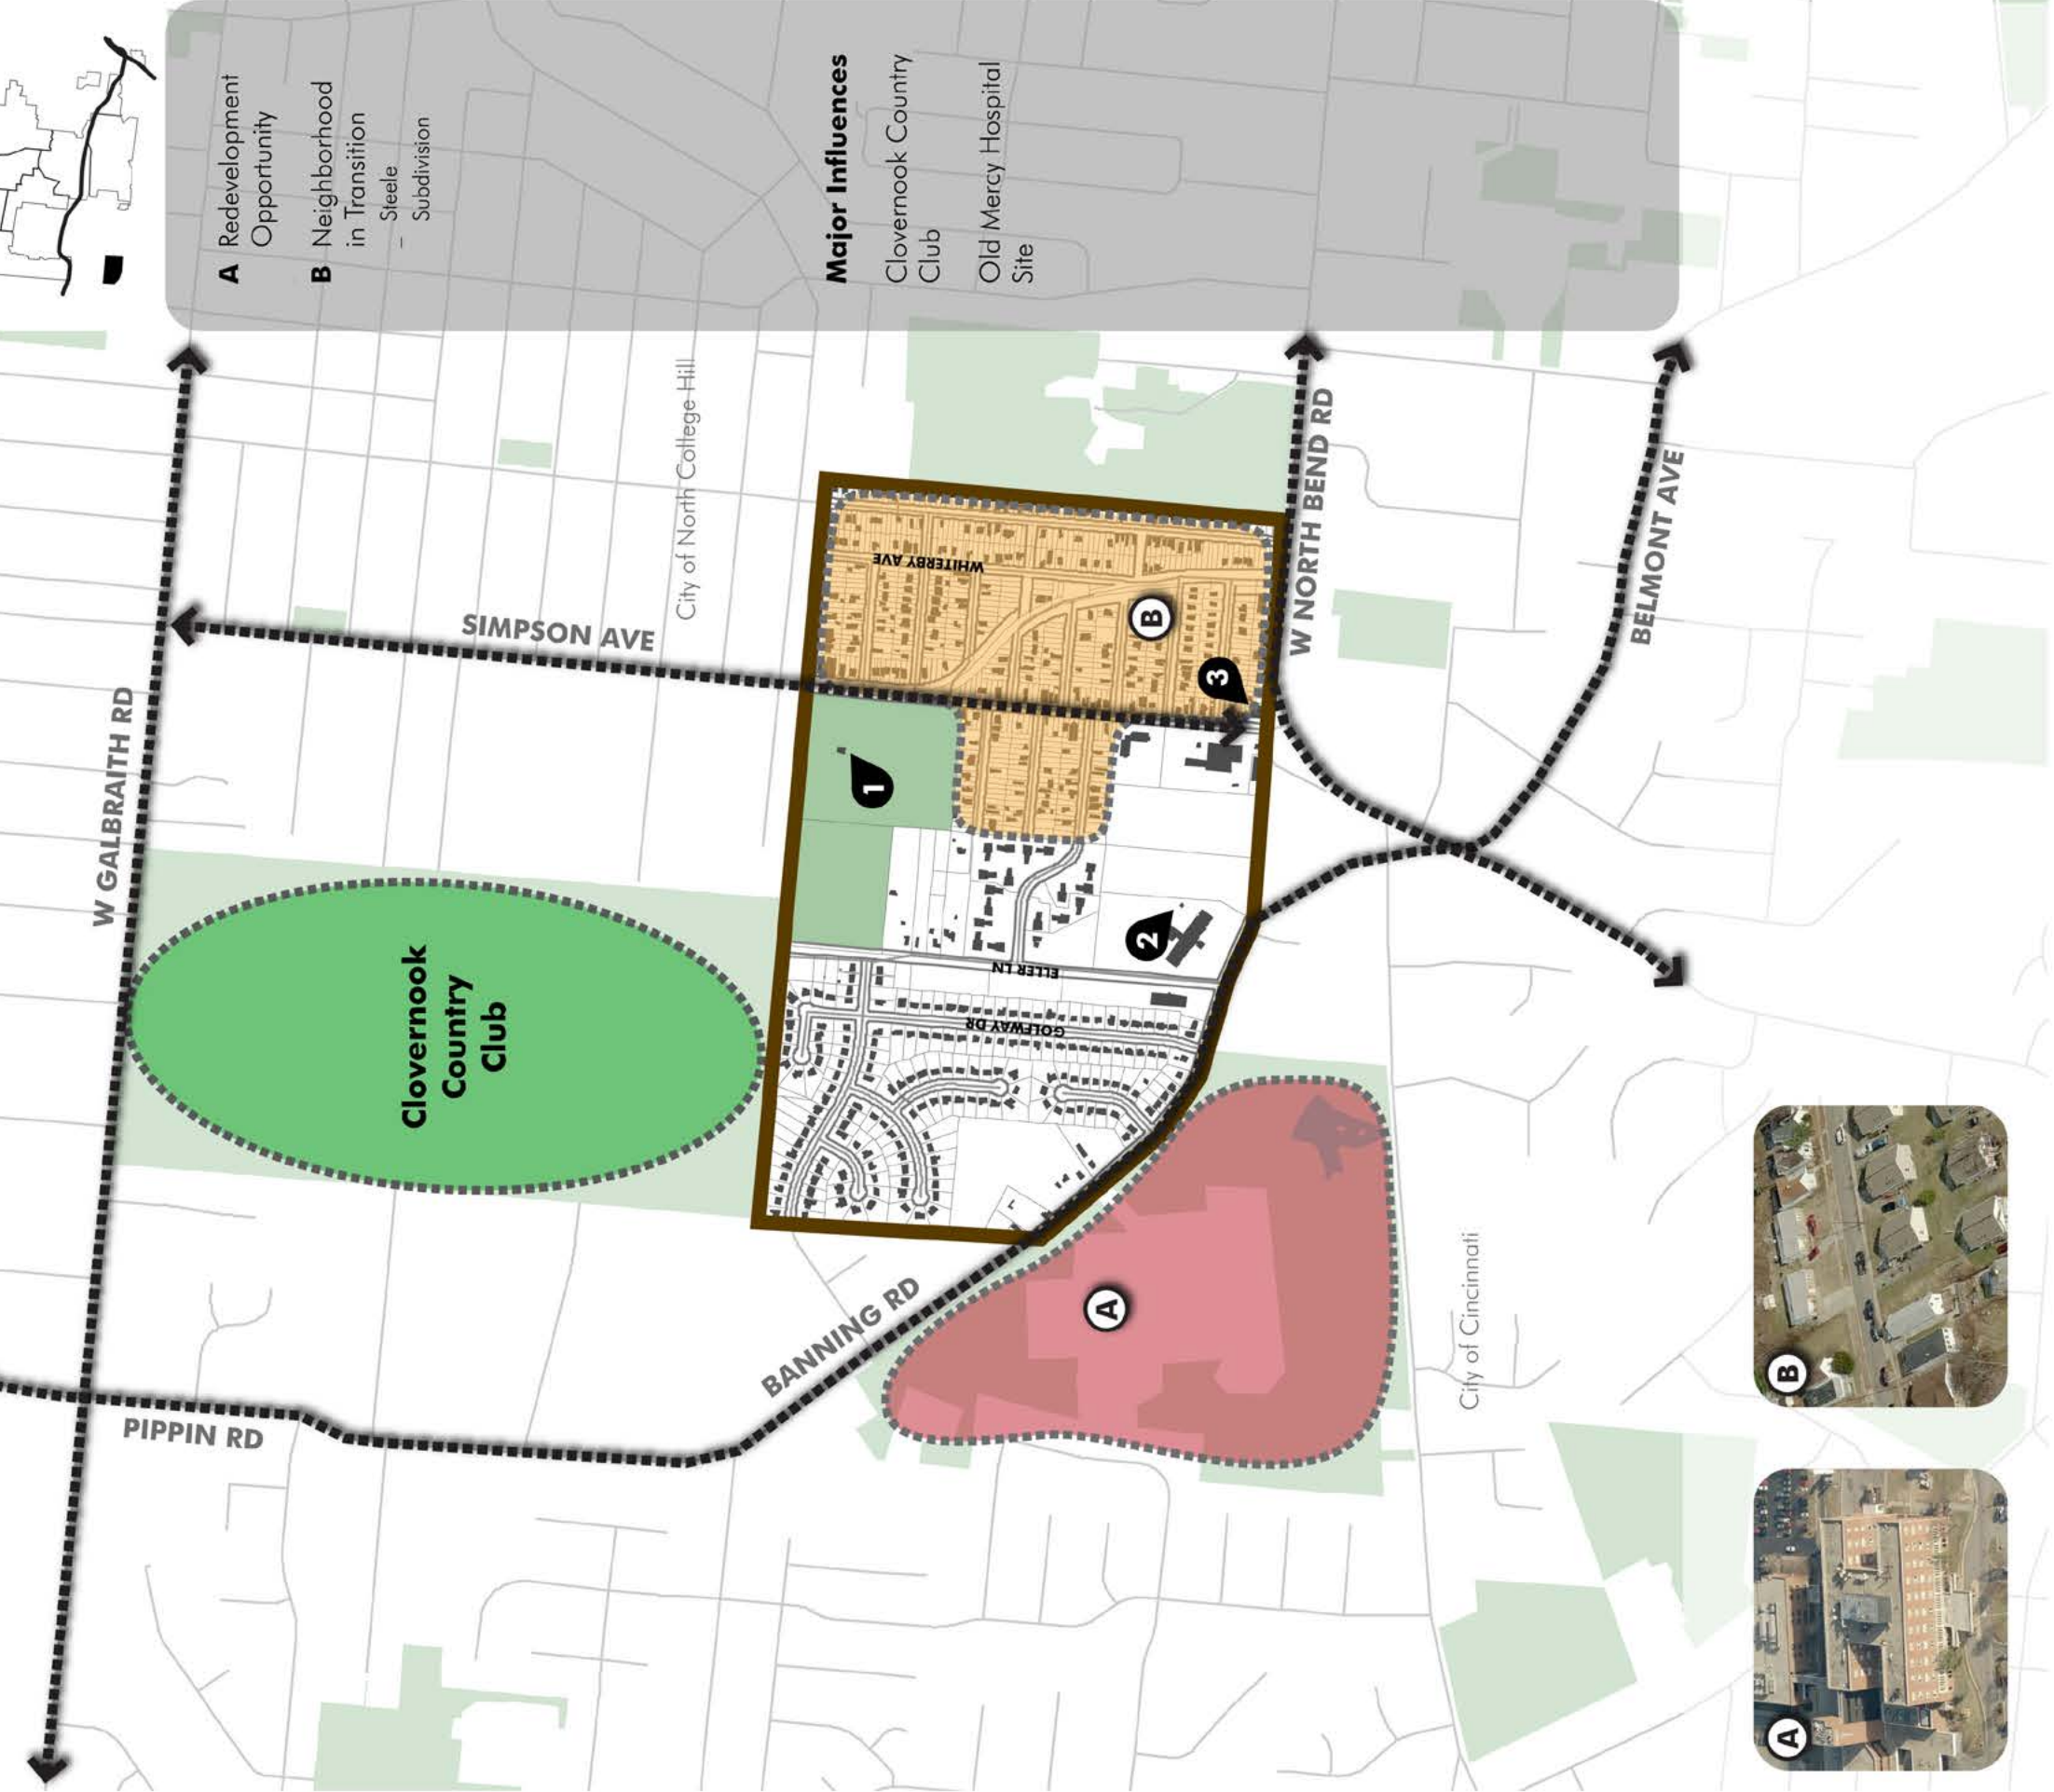 A Redevelopment
Opportunity
B Neighborhood
in Transition
– Steele
Subdivision
Major Influences
Clovernook Country
Club
Old Mercy Hospital
Site
W GALBRAITH RD
SIMPSON AVE
City of North College Hill
PIPPIN RD
BANNING RD
W NORTH BEND RD
BELMONT AVE
Clovernook
Country
Club
WHITERBY AVE
ELLER LN
GOLFWAY DR
1
2
3
A
B
City of Cincinnati
A
B